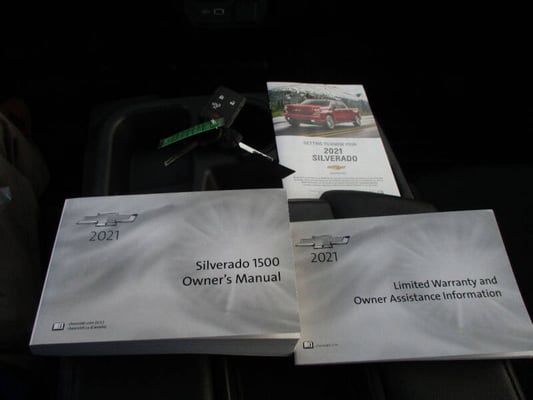 GETTING TO KNOW YOUR
2021
SILVERADO
2021
Silverado 1500
Owner's Manual
2021
Limited Warranty and
Owner Assistance Information